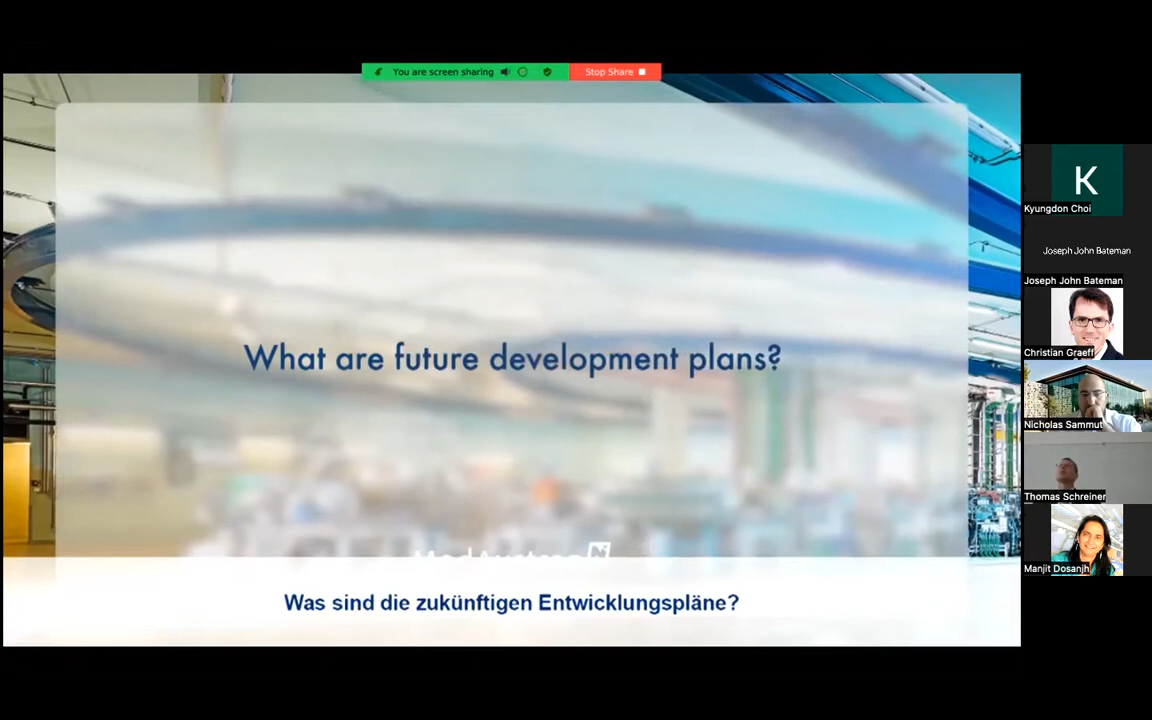 You are screen sharing
Stop Share
What are future development plans?
Was sind die zukünftigen Entwicklungspläne?
K
Kyungdon Choi
Joseph John Bateman
Joseph John Bateman
Christian Graeff
Nicholas Sammut
Thomas Schreiner
Manjit Dosanjh